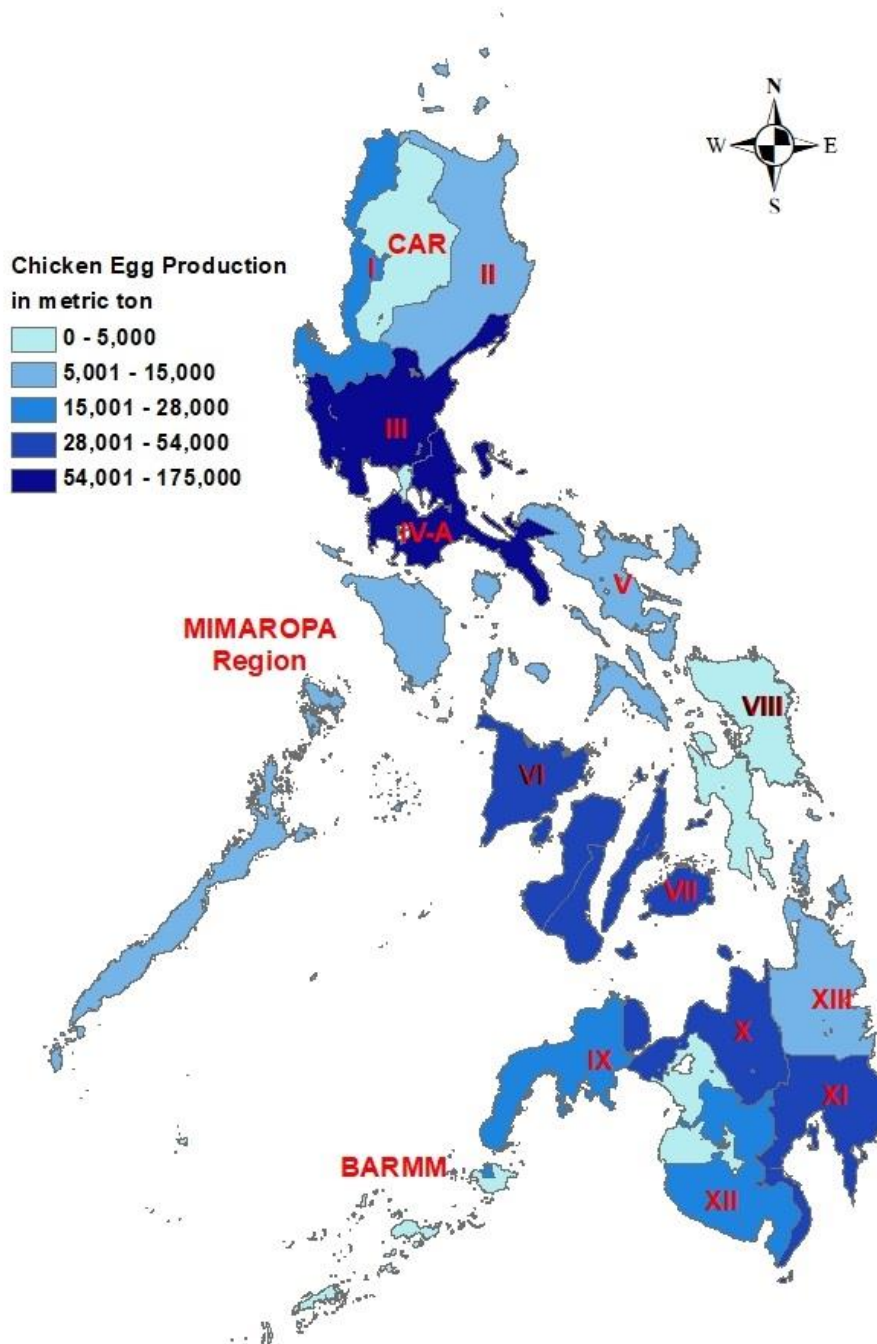 N
W E
S
Chicken Egg Production
in metric ton
0 - 5,000
5,001 - 15,000
15,001 - 28,000
28,001 - 54,000
54,001 - 175,000
CAR
I
II
III
IV-A
V
MIMAROPA
Region
VIII
VI
VII
XIII
X
IX
XI
BARMM
XII